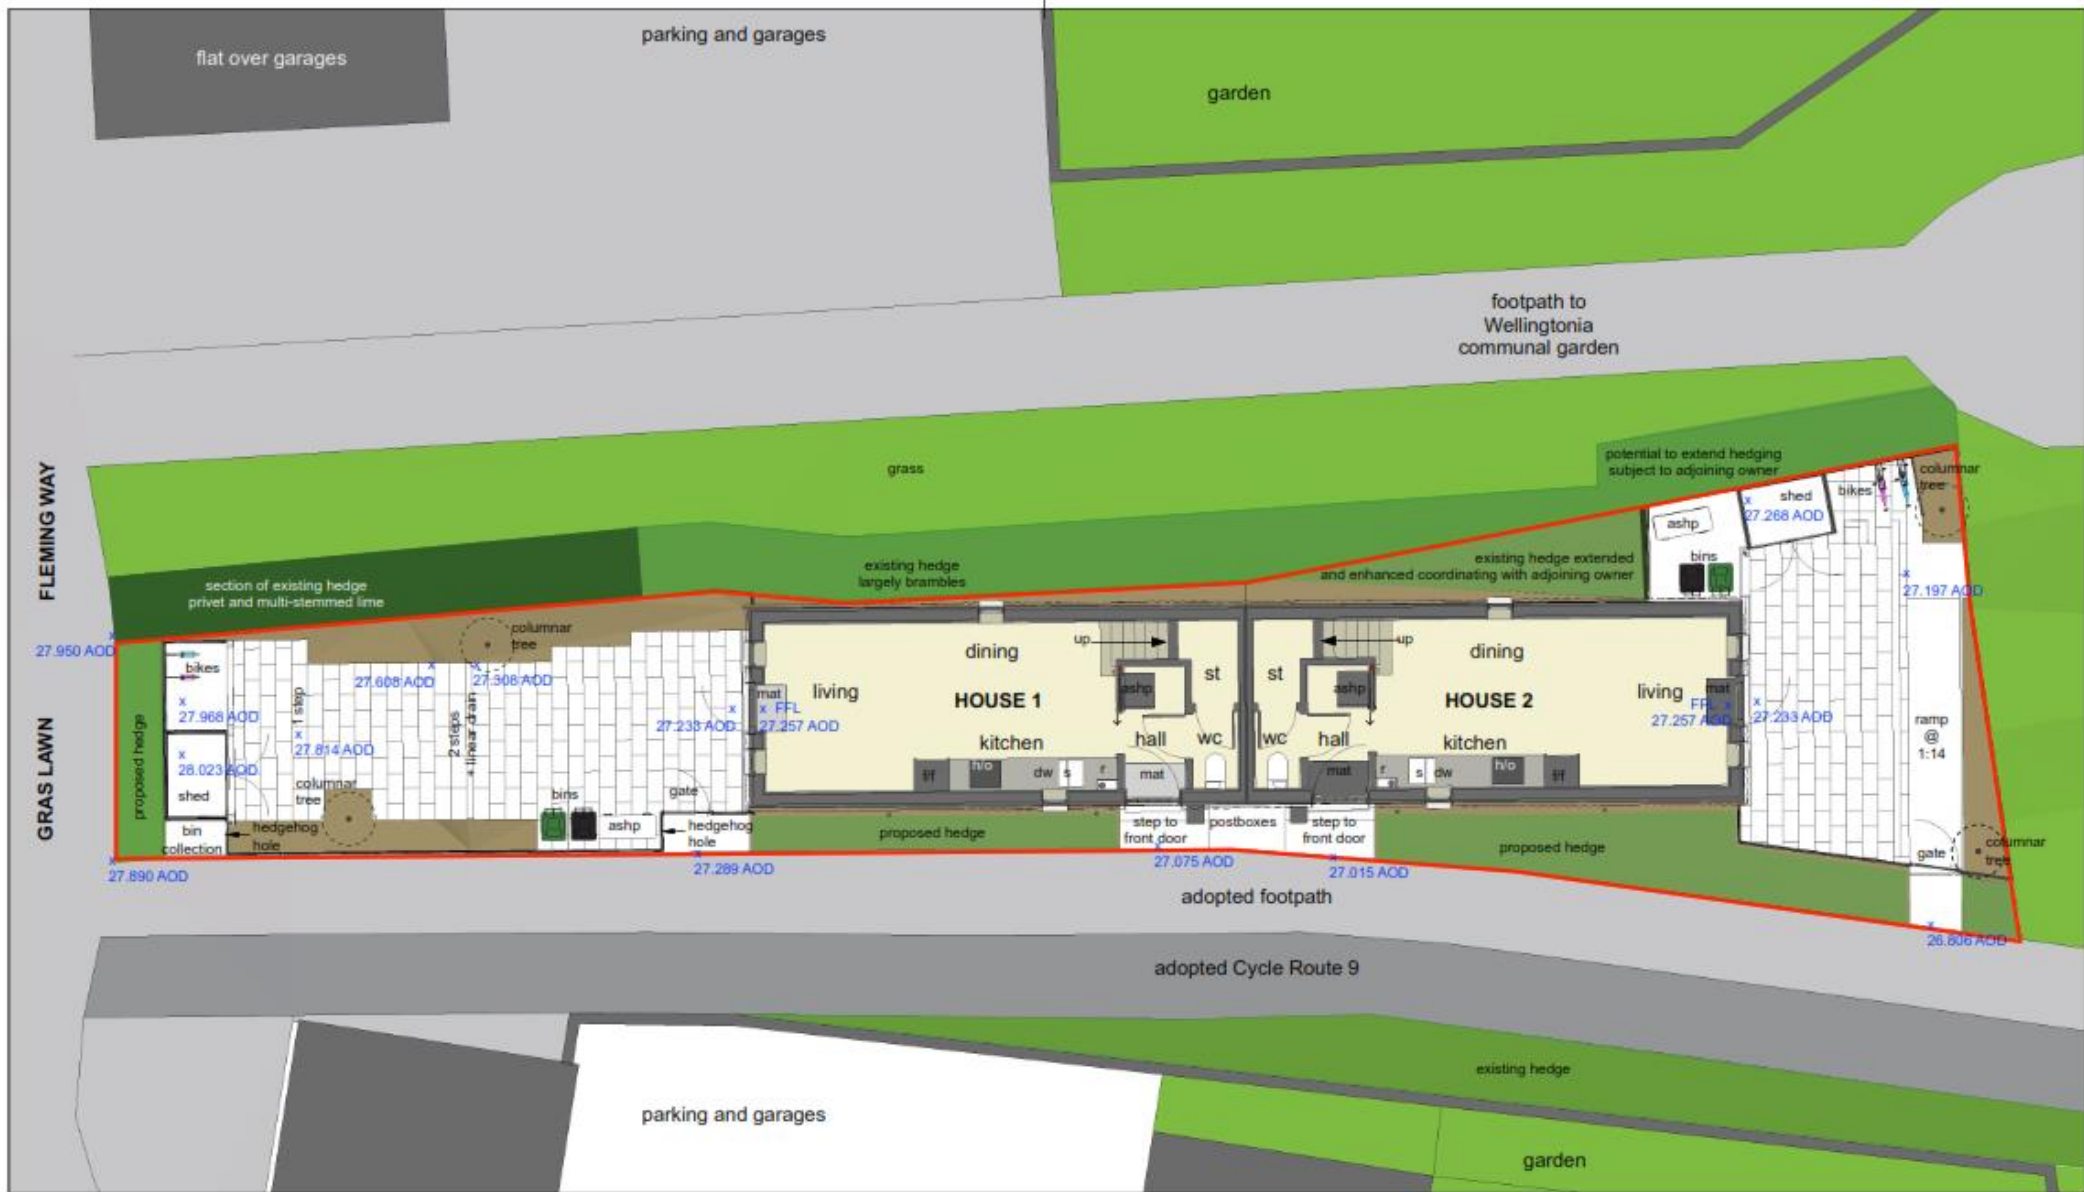 flat over garages
parking and garages
garden
footpath to
Wellingtonia
communal garden
FLEMING WAY
GRAS LAWN
grass
potential to extend hedging
subject to adjoining owner
columnar
tree
bikes
shed
27.268 AOD
ashp
bins
27.197 AOD
section of existing hedge
privet and multi-stemmed lime
existing hedge
largely brambles
existing hedge extended
and enhanced coordinating with adjoining owner
27.950 AOD
bikes
27.968 AOD
28.023 AOD
shed
bin
collection
proposed hedge
1 step
27.814 AOD
27.608 AOD
columnar
tree
27.308 AOD
2 steps
+ linear drain
columnar
tree
hedgehog
hole
bins
ashp
gate
hedgehog
hole
27.233 AOD
mat
FFL
27.257 AOD
living
dining
HOUSE 1
kitchen
up
ashp
st
hall
wc
f/f
h/o
dw
s
r
mat
up
st
ashp
wc
hall
dining
HOUSE 2
kitchen
living
mat
r
s
dw
h/o
f/f
mat
FFL
27.257 AOD
27.233 AOD
ramp
@
1:14
gate
columnar
tree
proposed hedge
step to
front door
postboxes
step to
front door
proposed hedge
27.890 AOD
27.289 AOD
27.075 AOD
27.015 AOD
26.806 AOD
adopted footpath
adopted Cycle Route 9
parking and garages
existing hedge
garden